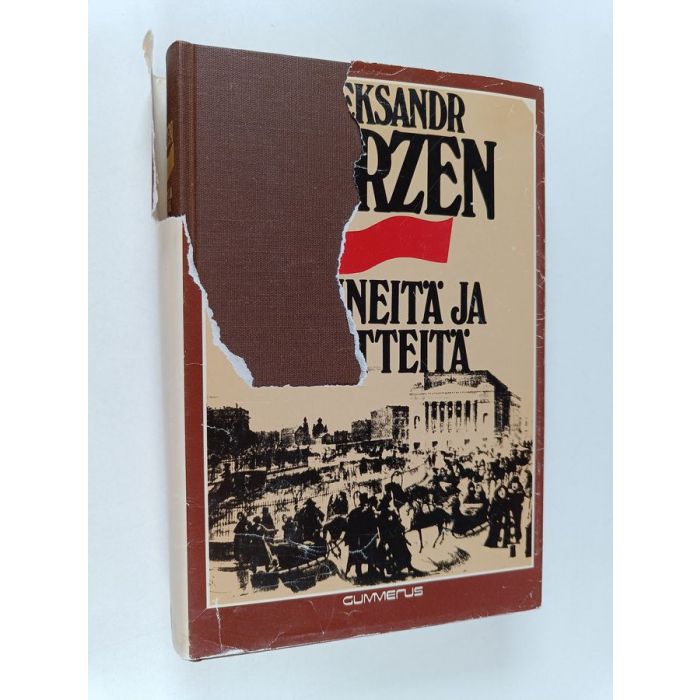 EKSANDR
RZEN
NEITÄ JA
TTEITÄ
GUMMERUS